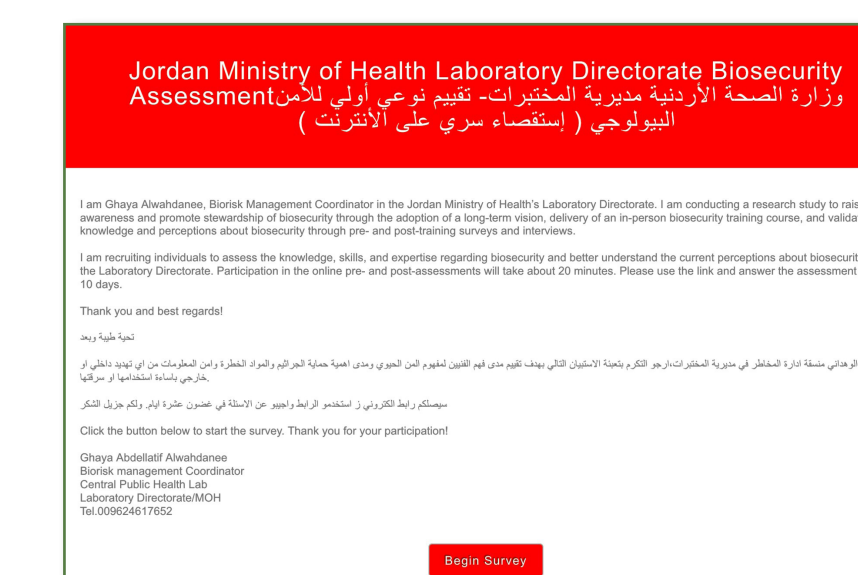 Jordan Ministry of Health Laboratory Directorate Biosecurity
Assessmentوزارة الصحة الأردنية مديرية المختبرات- تقييم نوعي أولي للأمن
البيولوجي ( إستقصاء سري على الأنترنت )
I am Ghaya Alwahdanee, Biorisk Management Coordinator in the Jordan Ministry of Health's Laboratory Directorate. I am conducting a research study to rais
awareness and promote stewardship of biosecurity through the adoption of a long-term vision, delivery of an in-person biosecurity training course, and valida
knowledge and perceptions about biosecurity through pre- and post-training surveys and interviews.
I am recruiting individuals to assess the knowledge, skills, and expertise regarding biosecurity and better understand the current perceptions about biosecurit
the Laboratory Directorate. Participation in the online pre- and post-assessments will take about 20 minutes. Please use the link and answer the assessment
10 days.
Thank you and best regards!
تحية طيبة وبعد
الوهداني منسقة ادارة المخاطر في مديرية المختبرات،ارجو التكرم بتعبئة الاستبيان التالي بهدف تقييم مدى فهم الفنيين لمفهوم المن الحيوي ومدى اهمية حماية الجراثيم والمواد الخطرة وامن المعلومات من اي تهديد داخلي او
خارجي باساءة استخدامها او سرقتها.
سيصلكم رابط الكتروني ز استخدمو الرابط واجيبو عن الاسئلة في غضون عشرة ايام. ولكم جزيل الشكر
Click the button below to start the survey. Thank you for your participation!
Ghaya Abdellatif Alwahdanee
Biorisk management Coordinator
Central Public Health Lab
Laboratory Directorate/MOH
Tel.009624617652
Begin Survey